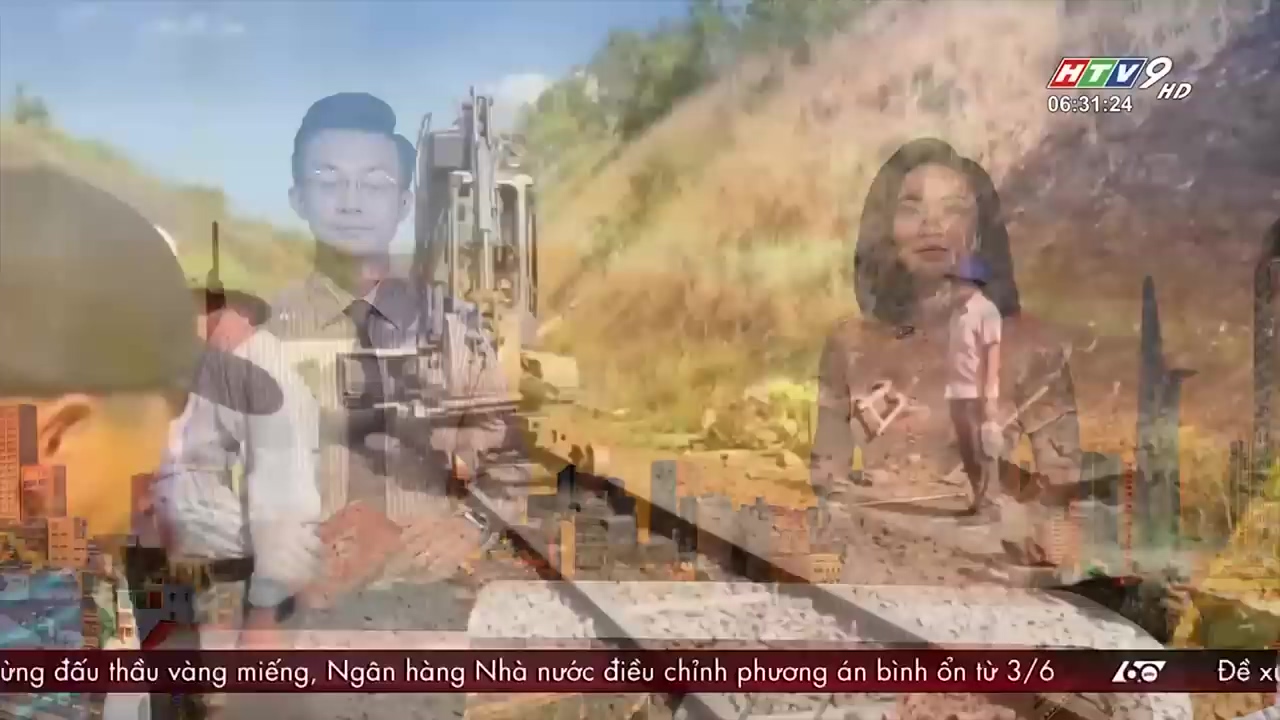 HTV9 HD
06:31:24
ừng đấu thầu vàng miếng, Ngân hàng Nhà nước điều chỉnh phương án bình ổn từ 3/6 60 Đề